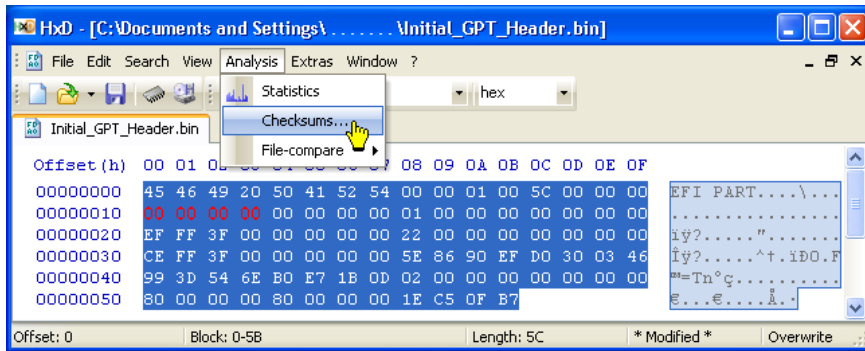 HxD - [C:\Documents and Settings\ . . . . . . . \Initial_GPT_Header.bin]
File Edit Search View Analysis Extras Window ?
Statistics
hex
Checksums...
Initial_GPT_Header.bin
File-compare
Offset(h) 00 01 08 09 0A 0B 0C 0D 0E 0F
00000000 45 46 49 20 50 41 52 54 00 00 01 00 5C 00 00 00 EFI PART....\...
00000010 00 00 00 00 00 00 00 00 01 00 00 00 00 00 00 00 ................
00000020 EF FF 3F 00 00 00 00 00 22 00 00 00 00 00 00 00 ïÿ?.....".......
00000030 CE FF 3F 00 00 00 00 00 5E 86 90 EF D0 30 03 46 Îÿ?.....^†.ïÐ0.F
00000040 99 3D 54 6E B0 E7 1B 0D 02 00 00 00 00 00 00 00 ™=Tn°ç..........
00000050 80 00 00 00 80 00 00 00 1E C5 0F B7 €...€....Å.·
Offset: 0 Block: 0-5B Length: 5C * Modified * Overwrite